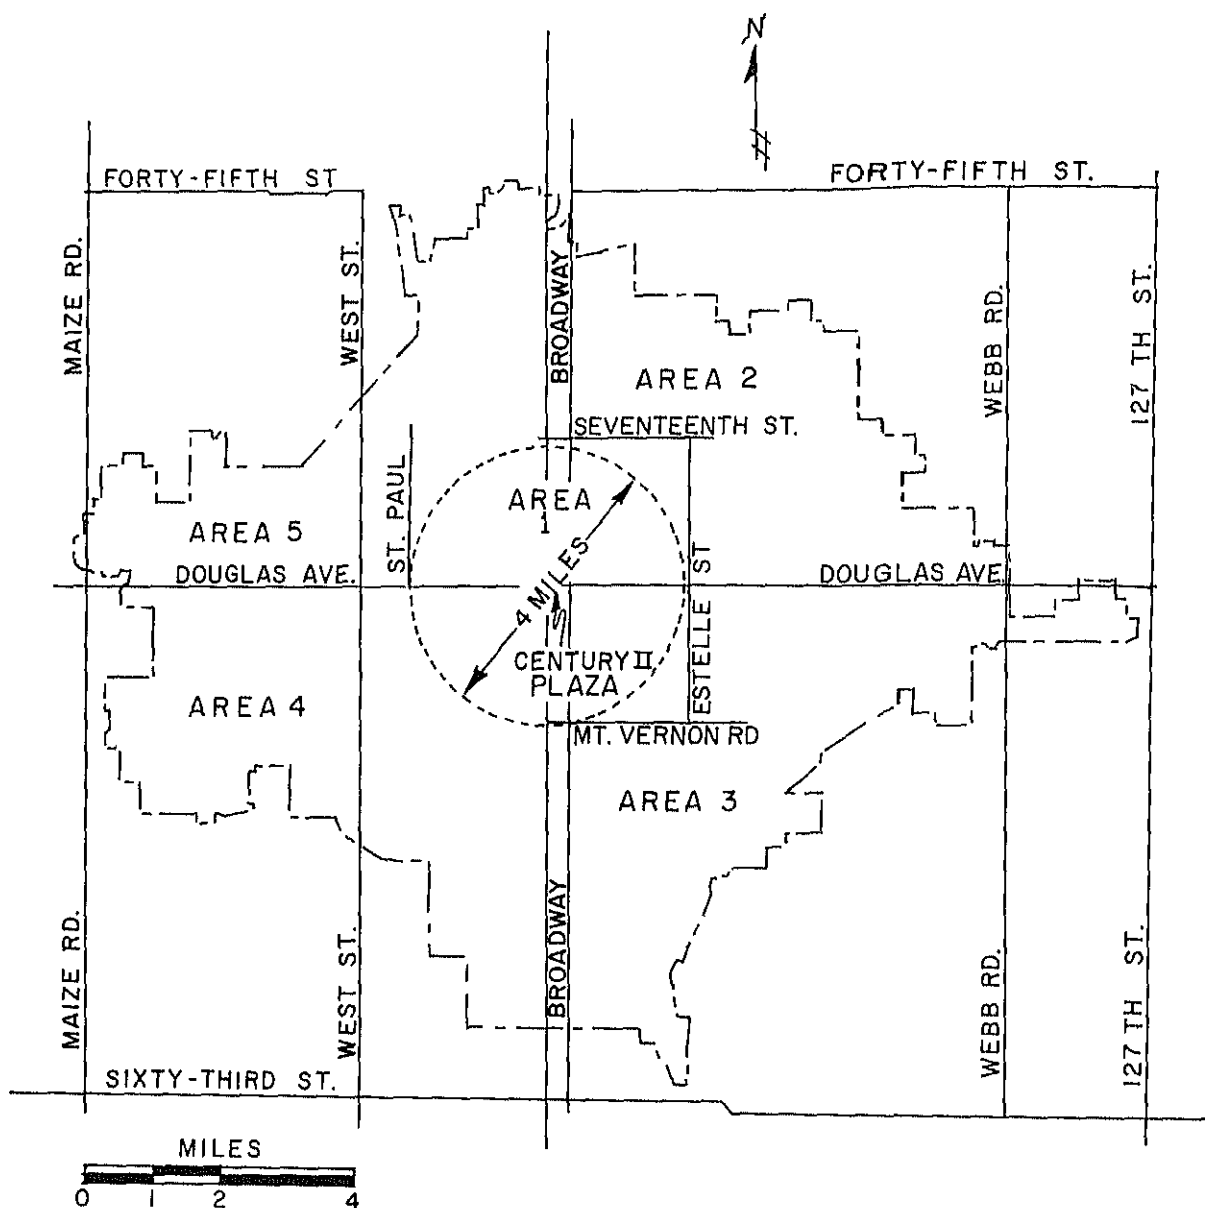 N
FORTY-FIFTH ST
FORTY-FIFTH ST.
MAIZE RD.
WEST ST.
BROADWAY
WEBB RD.
127 TH ST.
AREA 2
SEVENTEENTH ST.
ST. PAUL
AREA
1
AREA 5
4 MILES
ESTELLE ST
DOUGLAS AVE.
DOUGLAS AVE
CENTURY II
PLAZA
AREA 4
MT. VERNON RD
AREA 3
MAIZE RD.
WEST ST.
BROADWAY
WEBB RD.
127 TH ST.
SIXTY-THIRD ST.
MILES
0 1 2 4